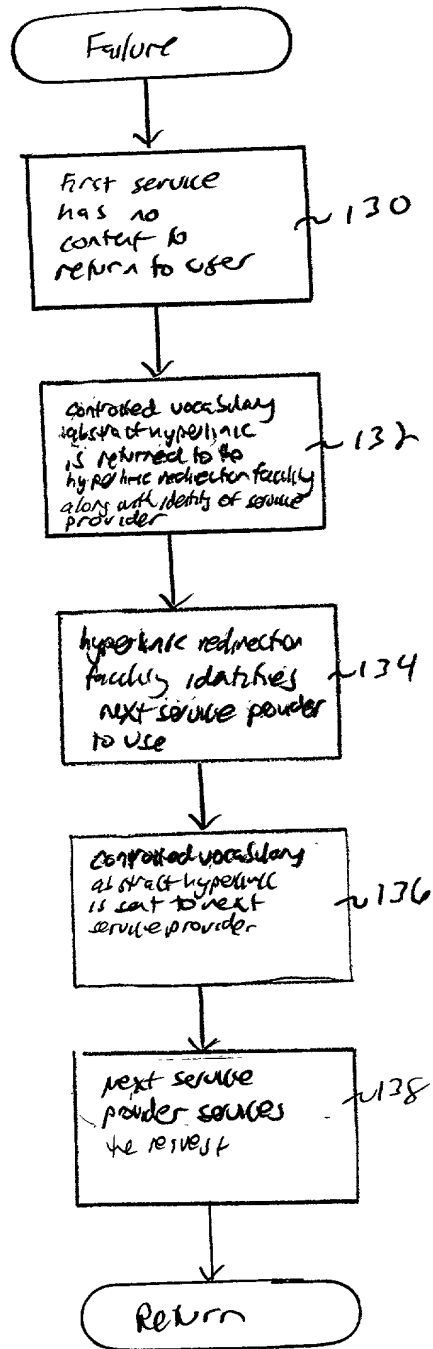 Failure
First service
has no
content to
return to user
~130
controlled vocabulary
abstract hyperlink
is returned to the
hyperlink redirection facility
along with identity of service
provider
~132
hyperlink redirection
facility identifies
next service provider
to use
~134
controlled vocabulary
abstract hyperlink
is sent to next
service provider
~136
next service
provider services
the request
~138
Return